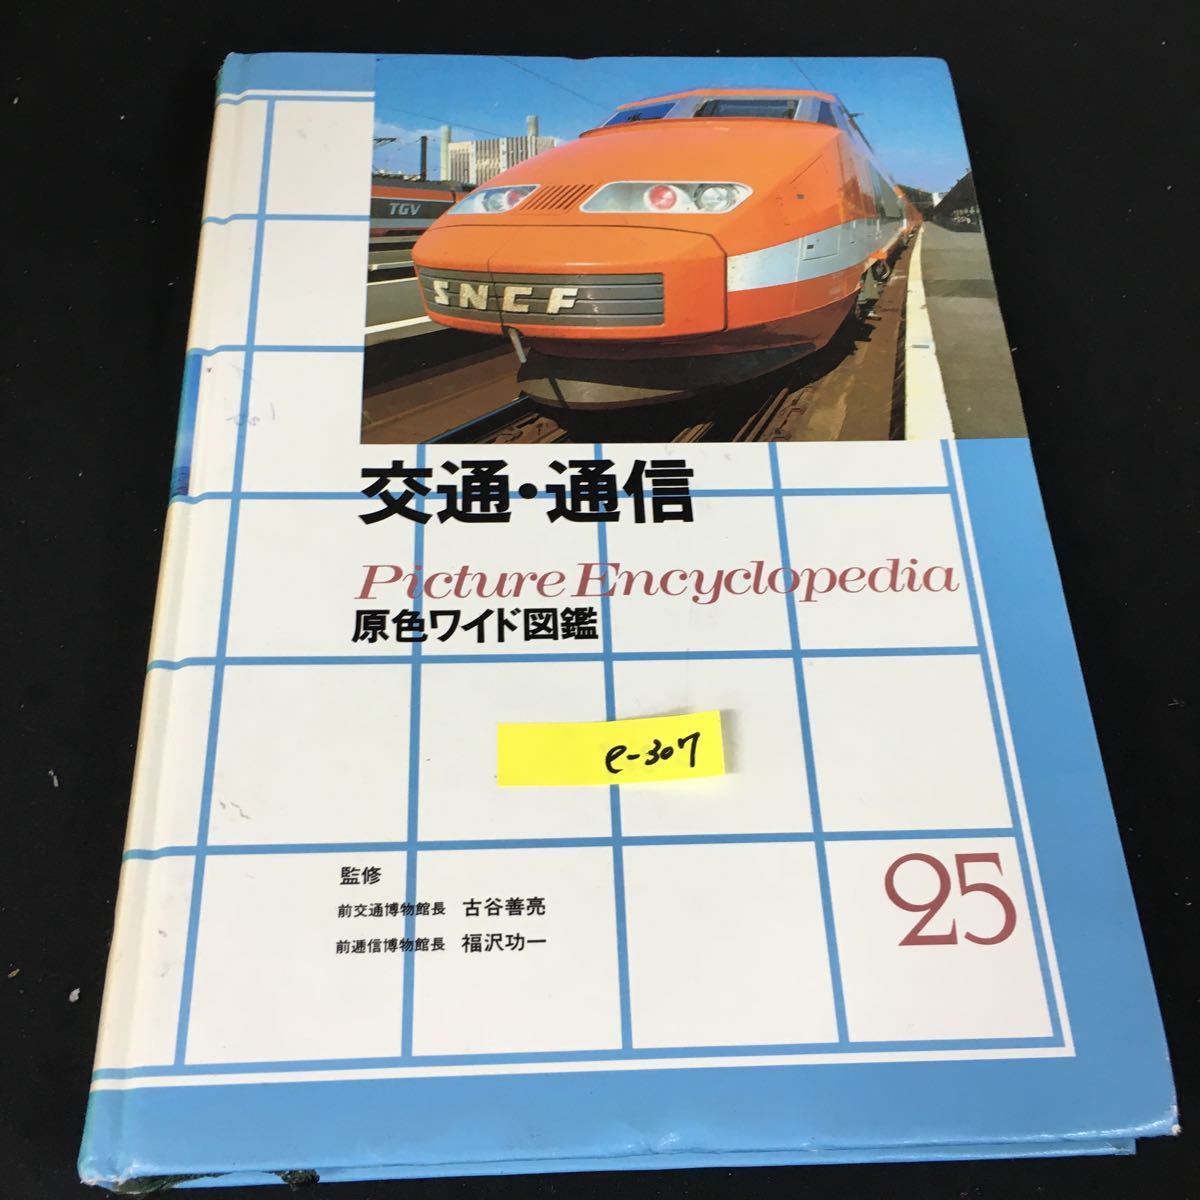 TGV
SNCF
交通・通信
Picture Encyclopedia
原色ワイド図鑑
e-307
監修
前交通博物館長 古谷善亮
前逓信博物館長 福沢功一
25